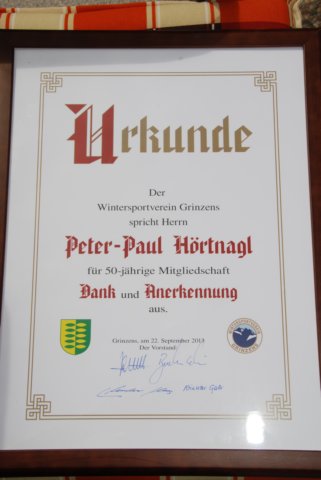 Urkunde
Der
Wintersportverein Grinzens
spricht Herrn
Peter-Paul Hörtnagl
für 50-jährige Mitgliedschaft
Dank und Anerkennung
aus.
Grinzens, am 22. September 2013
Der Vorstand:
GRINZENS